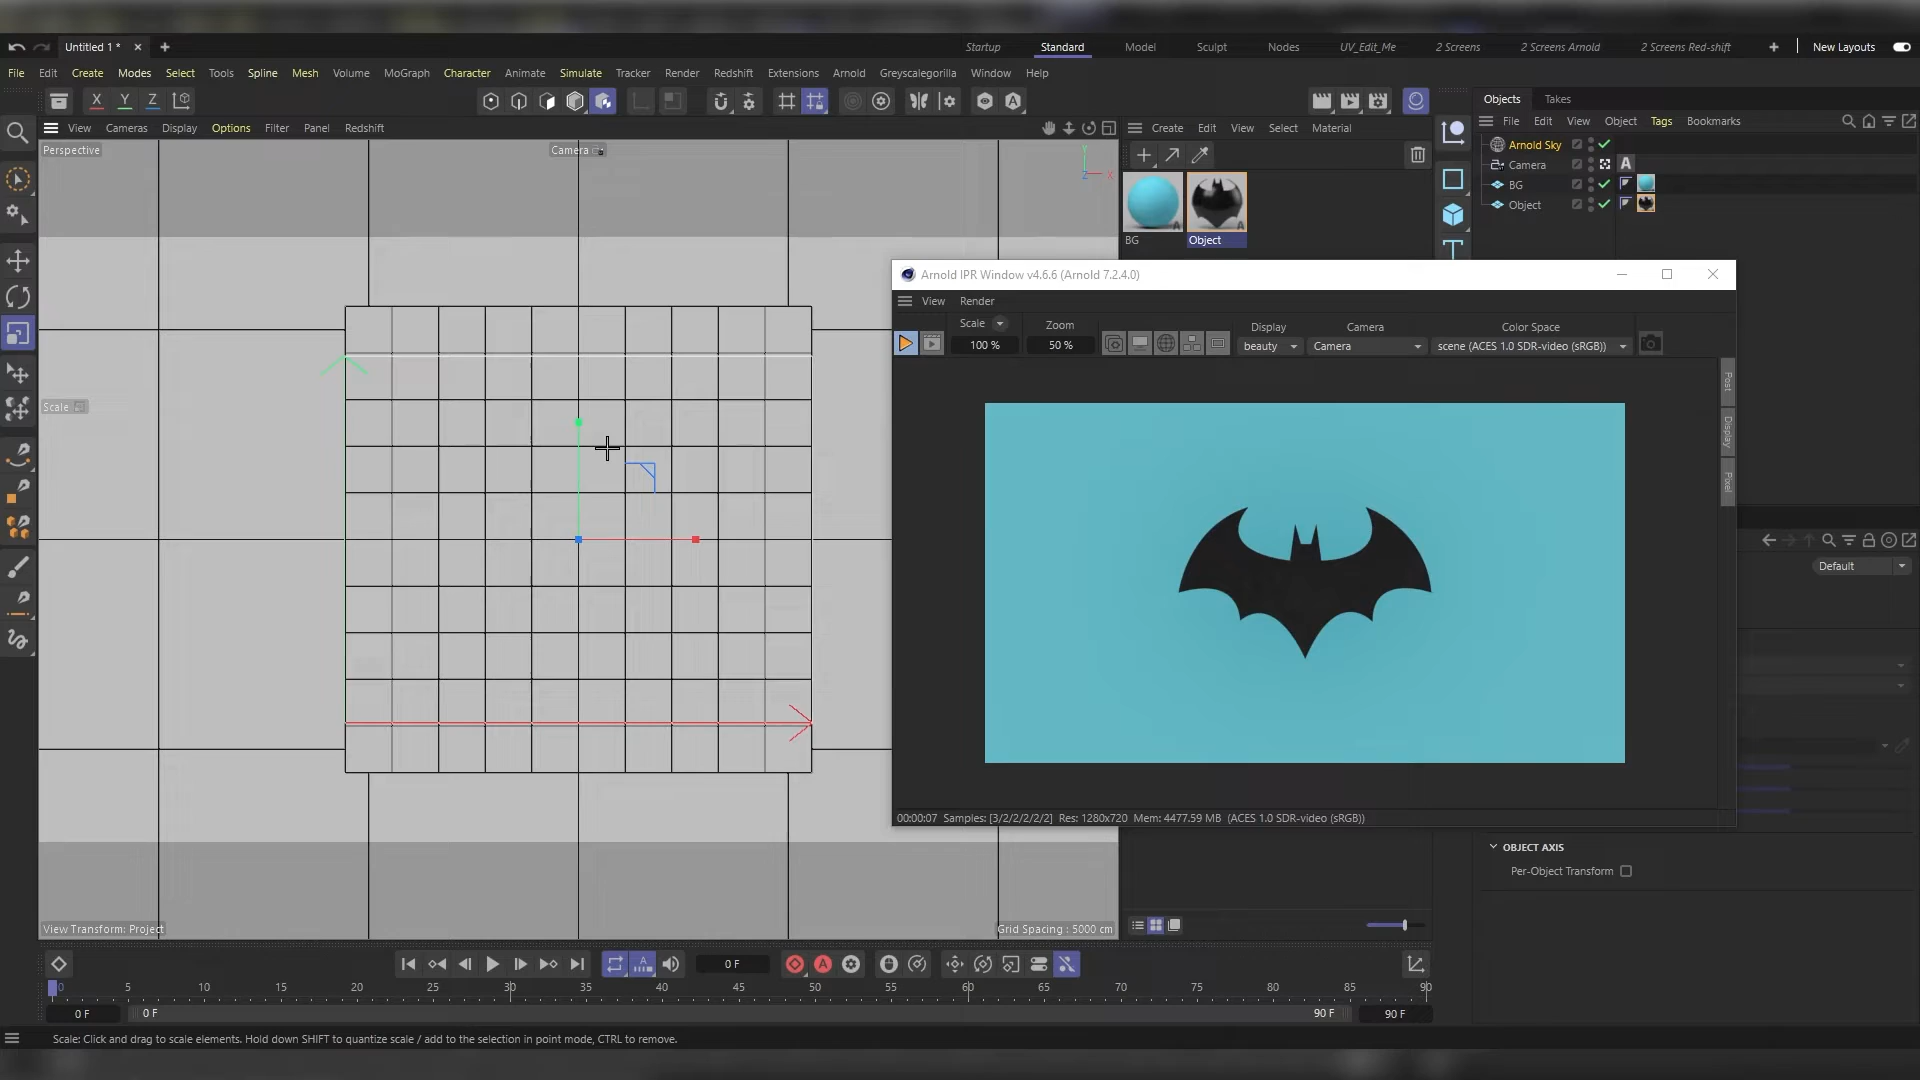 Untitled 1 *
Startup Standard Model Sculpt Nodes UV_Edit_Me 2 Screens 2 Screens Arnold 2 Screens Red-shift New Layouts
File Edit Create Modes Select Tools Spline Mesh Volume MoGraph Character Animate Simulate Tracker Render Redshift Extensions Arnold Greyscalegorilla Window Help
X Y Z
Objects Takes
File Edit View Object Tags Bookmarks
View Cameras Display Options Filter Panel Redshift
Create Edit View Select Material
Perspective
Camera
Y
Z X
Arnold Sky
Camera
BG
Object
BG
Object
Arnold IPR Window v4.6.6 (Arnold 7.2.4.0)
View Render
Scale
Zoom
Display
Camera
Color Space
100 %
50 %
beauty
Camera
scene (ACES 1.0 SDR-video (sRGB))
Post
Display
Pixel
Scale
Default
00:00:07 Samples: [3/2/2/2/2/2] Res: 1280x720 Mem: 4477.59 MB (ACES 1.0 SDR-video (sRGB))
OBJECT AXIS
Per-Object Transform
View Transform: Project
Grid Spacing : 5000 cm
0 F
0 5 10 15 20 25 30 35 40 45 50 55 60 65 70 75 80 85 90
0 F
0 F
90 F
90 F
Scale: Click and drag to scale elements. Hold down SHIFT to quantize scale / add to the selection in point mode, CTRL to remove.